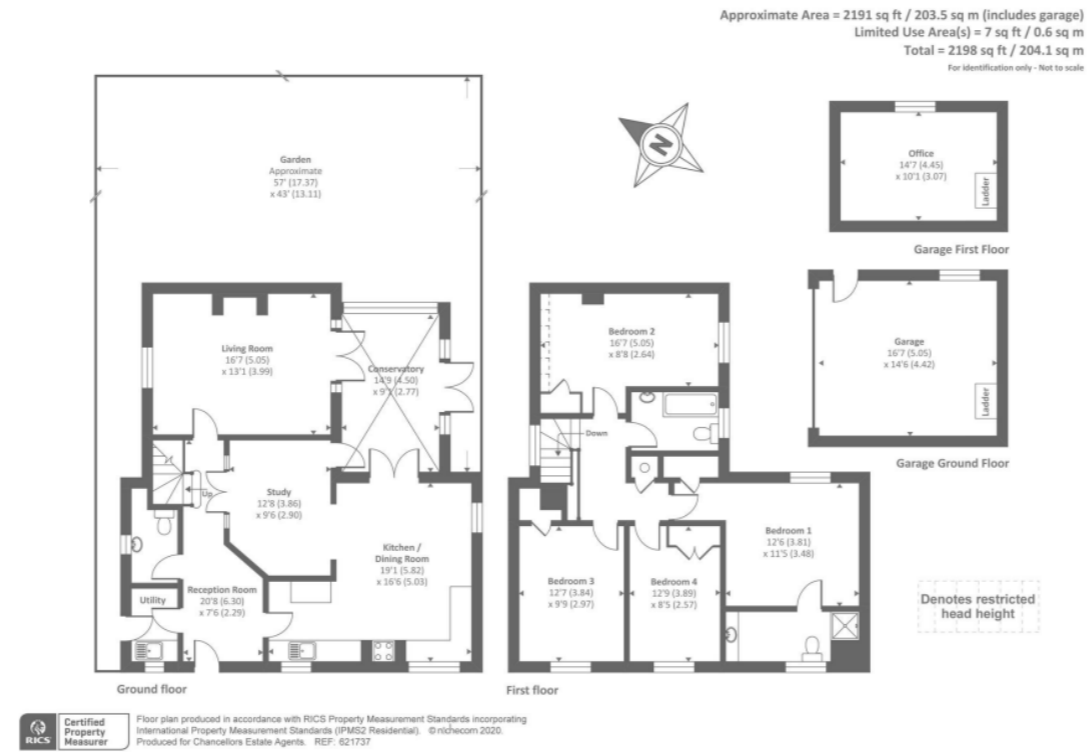 Approximate Area = 2191 sq ft / 203.5 sq m (includes garage)
Limited Use Area(s) = 7 sq ft / 0.6 sq m
Total = 2198 sq ft / 204.1 sq m
For identification only - Not to scale
Garden
Approximate
57' (17.37)
x 43' (13.11)
N
Office
14'7 (4.45)
x 10'1 (3.07)
Ladder
Garage First Floor
Living Room
16'7 (5.05)
x 13'1 (3.99)
Conservatory
14'9 (4.50)
x 9'1 (2.77)
Bedroom 2
16'7 (5.05)
x 8'8 (2.64)
Garage
16'7 (5.05)
x 14'6 (4.42)
Ladder
Garage Ground Floor
Down
Up
Study
12'8 (3.86)
x 9'6 (2.90)
Kitchen /
Dining Room
19'1 (5.82)
x 16'6 (5.03)
Reception Room
20'8 (6.30)
x 7'6 (2.29)
Utility
Bedroom 1
12'6 (3.81)
x 11'5 (3.48)
Bedroom 3
12'7 (3.84)
x 9'9 (2.97)
Bedroom 4
12'9 (3.89)
x 8'5 (2.57)
Denotes restricted
head height
Ground floor
First floor
RICS
Certified
Property
Measurer
Floor plan produced in accordance with RICS Property Measurement Standards incorporating
International Property Measurement Standards (IPMS2 Residential). © nichecom 2020.
Produced for Chancellors Estate Agents. REF: 621737